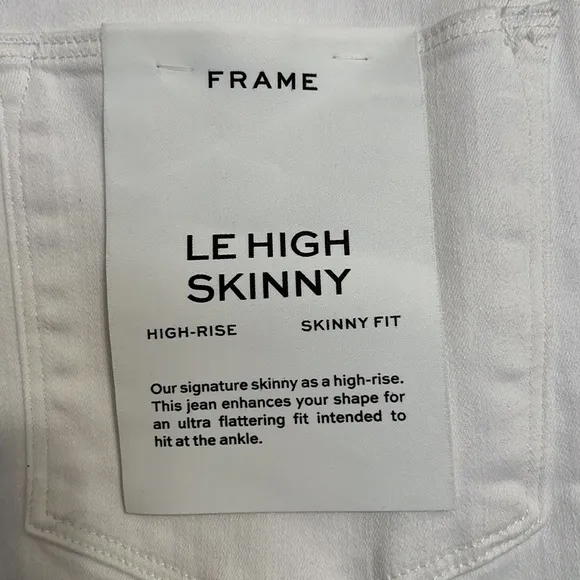 FRAME
LE HIGH
SKINNY
HIGH-RISE SKINNY FIT
Our signature skinny as a high-rise.
This jean enhances your shape for
an ultra flattering fit intended to
hit at the ankle.